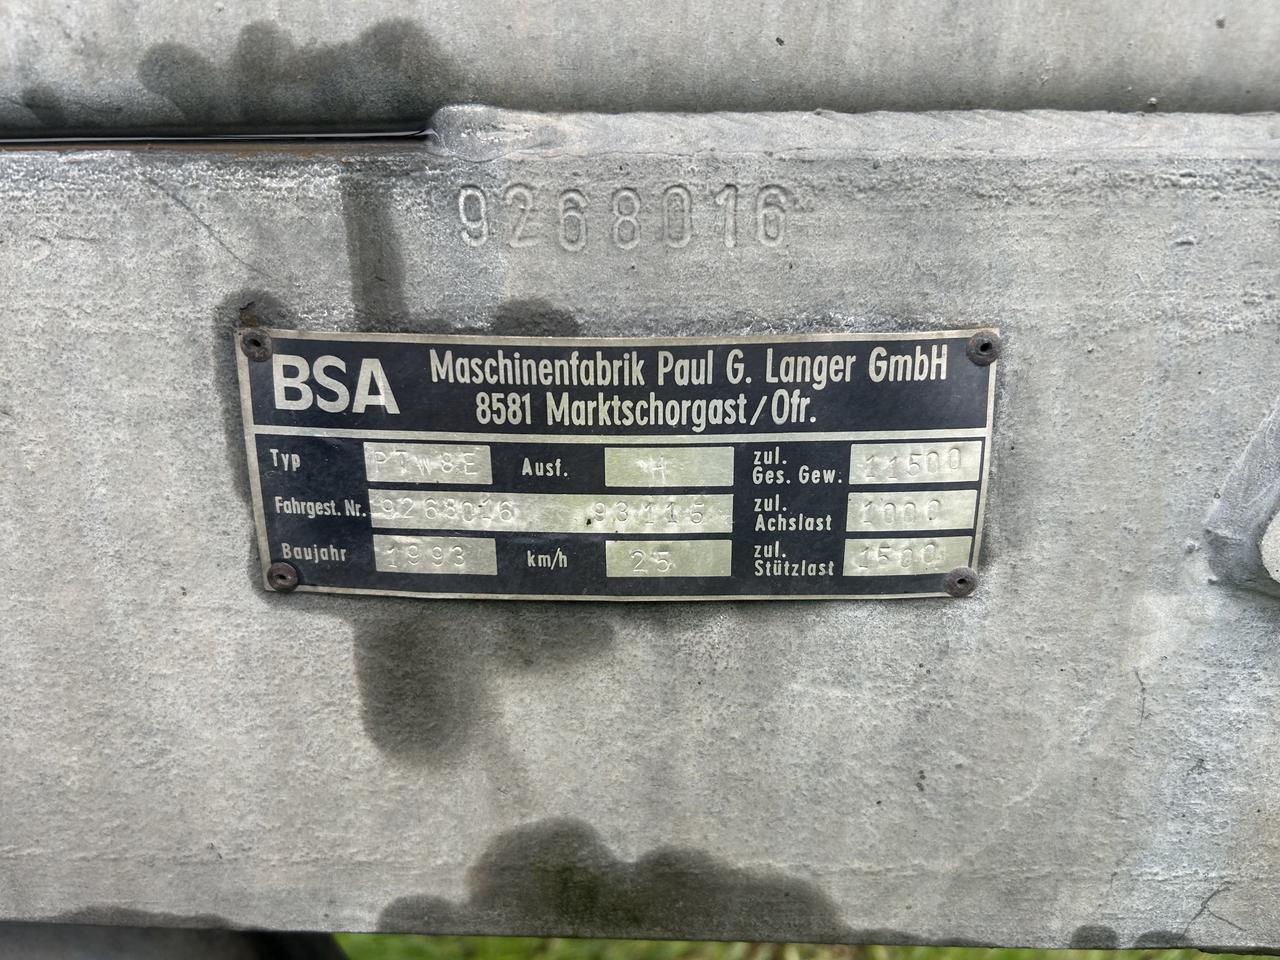 9268016
BSA Maschinenfabrik Paul G. Langer GmbH
8581 Marktschorgast/Ofr.
Typ PTW8E Ausf. H zul. Ges. Gew. 11500
Fahrgest. Nr. 9268016 93115 zul. Achslast 1000
Baujahr 1993 km/h 25 zul. Stützlast 1500